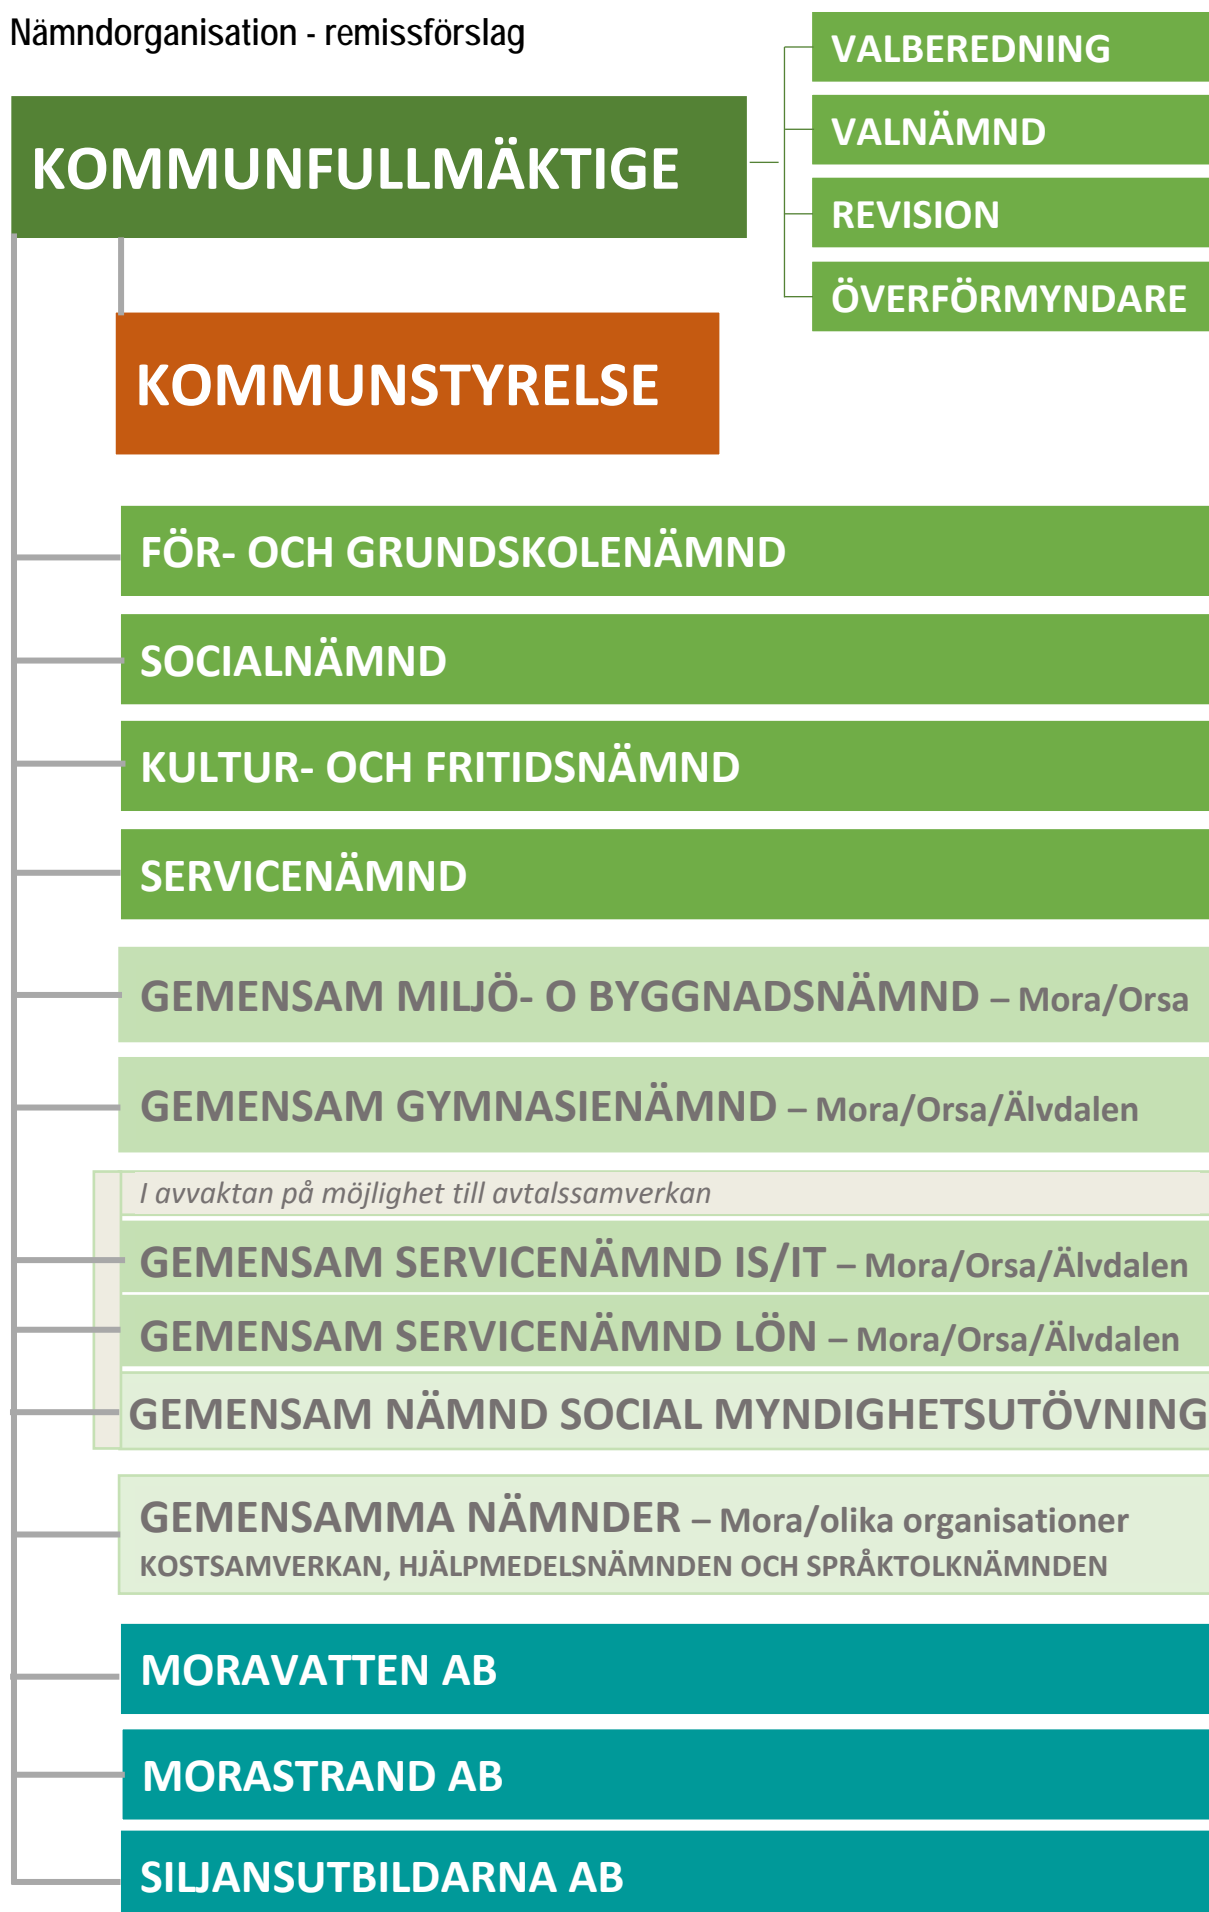 Nämndorganisation - remissförslag
VALBEREDNING
VALNÄMND
REVISION
ÖVERFÖRMYNDARE
KOMMUNFULLMÄKTIGE
KOMMUNSTYRELSE
FÖR- OCH GRUNDSKOLENÄMND
SOCIALNÄMND
KULTUR- OCH FRITIDSNÄMND
SERVICENÄMND
GEMENSAM MILJÖ- O BYGGNADSNÄMND – Mora/Orsa
GEMENSAM GYMNASIENÄMND – Mora/Orsa/Älvdalen
I avvaktan på möjlighet till avtalssamverkan
GEMENSAM SERVICENÄMND IS/IT – Mora/Orsa/Älvdalen
GEMENSAM SERVICENÄMND LÖN – Mora/Orsa/Älvdalen
GEMENSAM NÄMND SOCIAL MYNDIGHETSUTÖVNING
GEMENSAMMA NÄMNDER – Mora/olika organisationer
KOSTSAMVERKAN, HJÄLPMEDELSNÄMNDEN OCH SPRÅKTOLKNÄMNDEN
MORAVATTEN AB
MORASTRAND AB
SILJANSUTBILDARNA AB